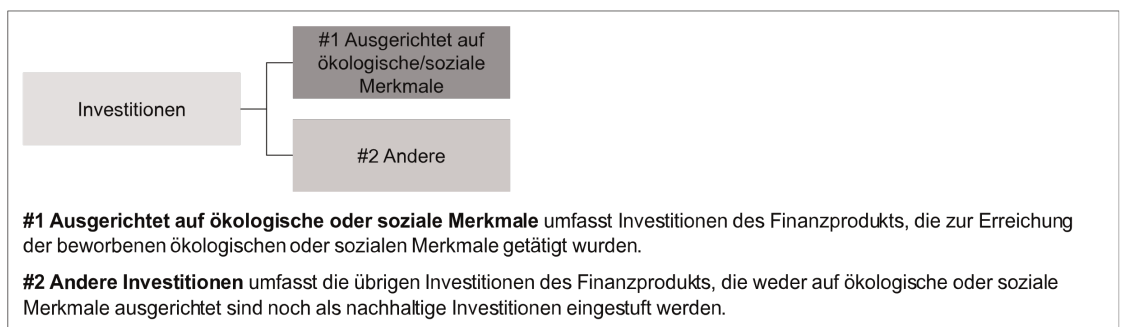 #1 Ausgerichtet auf
ökologische/soziale
Merkmale
Investitionen
#2 Andere
#1 Ausgerichtet auf ökologische oder soziale Merkmale umfasst Investitionen des Finanzprodukts, die zur Erreichung
der beworbenen ökologischen oder sozialen Merkmale getätigt wurden.
#2 Andere Investitionen umfasst die übrigen Investitionen des Finanzprodukts, die weder auf ökologische oder soziale
Merkmale ausgerichtet sind noch als nachhaltige Investitionen eingestuft werden.